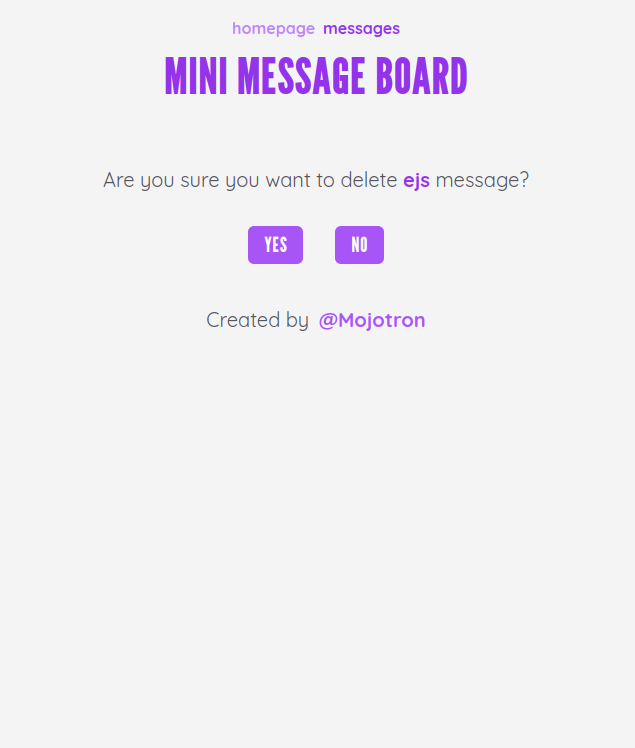 homepage messages
MINI MESSAGE BOARD
Are you sure you want to delete ejs message?
YES NO
Created by @Mojotron